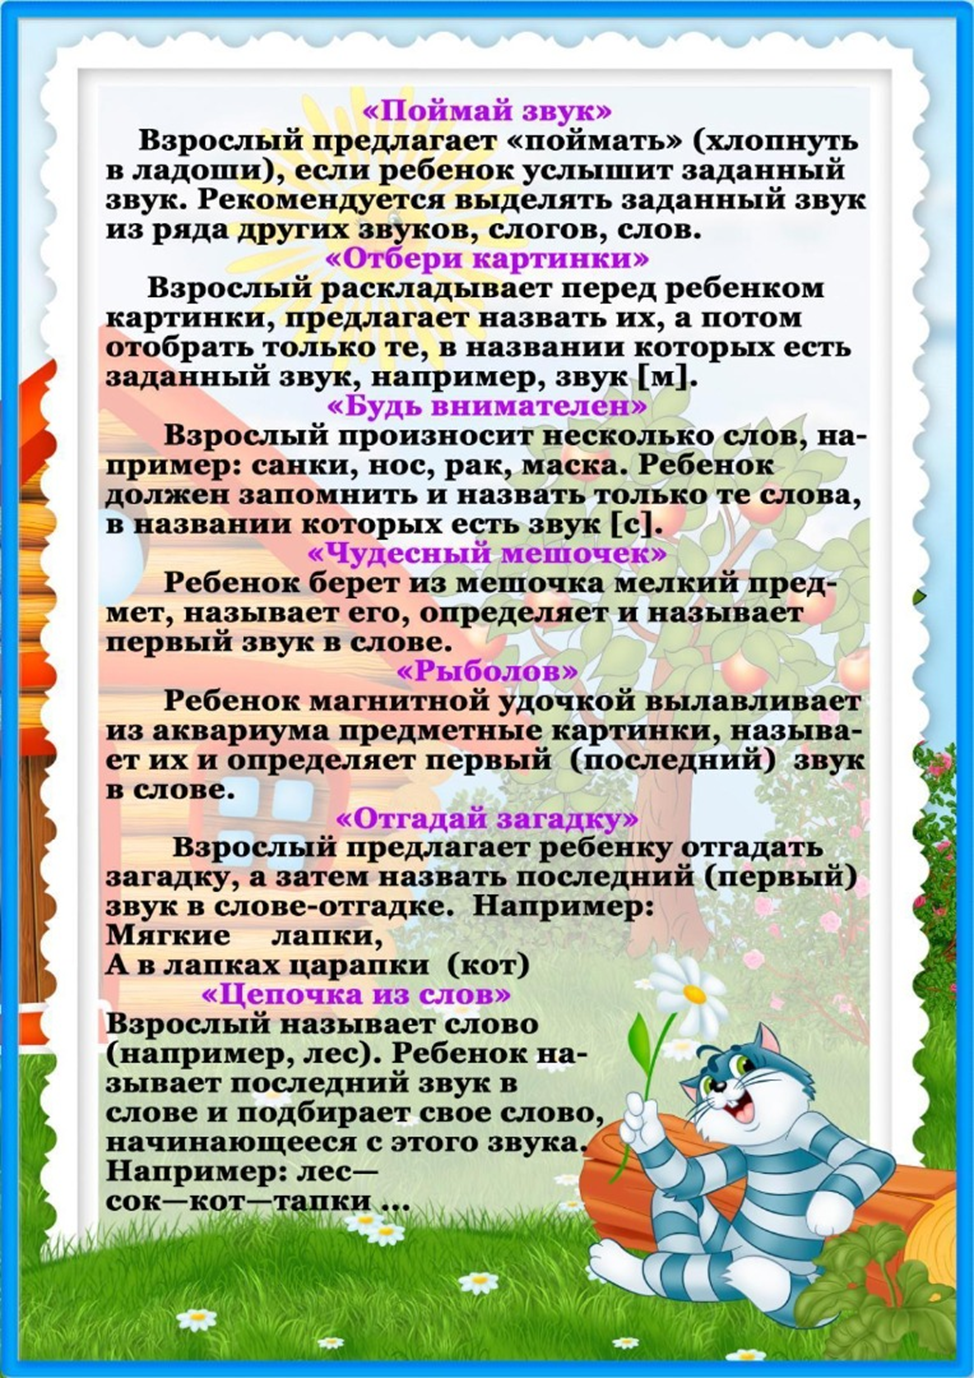 «Поймай звук»
Взрослый предлагает «поймать» (хлопнуть
в ладоши), если ребенок услышит заданный
звук. Рекомендуется выделять заданный звук
из ряда других звуков, слогов, слов.
«Отбери картинки»
Взрослый раскладывает перед ребенком
картинки, предлагает назвать их, а потом
отобрать только те, в названии которых есть
заданный звук, например, звук [м].
«Будь внимателен»
Взрослый произносит несколько слов, на-
пример: санки, нос, рак, маска. Ребенок
должен запомнить и назвать только те слова,
в названии которых есть звук [с].
«Чудесный мешочек»
Ребенок берет из мешочка мелкий пред-
мет, называет его, определяет и называет
первый звук в слове.
«Рыболов»
Ребенок магнитной удочкой вылавливает
из аквариума предметные картинки, называ-
ет их и определяет первый (последний) звук
в слове.
«Отгадай загадку»
Взрослый предлагает ребенку отгадать
загадку, а затем назвать последний (первый)
звук в слове-отгадке. Например:
Мягкие лапки,
А в лапках царапки (кот)
«Цепочка из слов»
Взрослый называет слово
(например, лес). Ребенок на-
зывает последний звук в
слове и подбирает свое слово,
начинающееся с этого звука.
Например: лес—
сок—кот—тапки ...